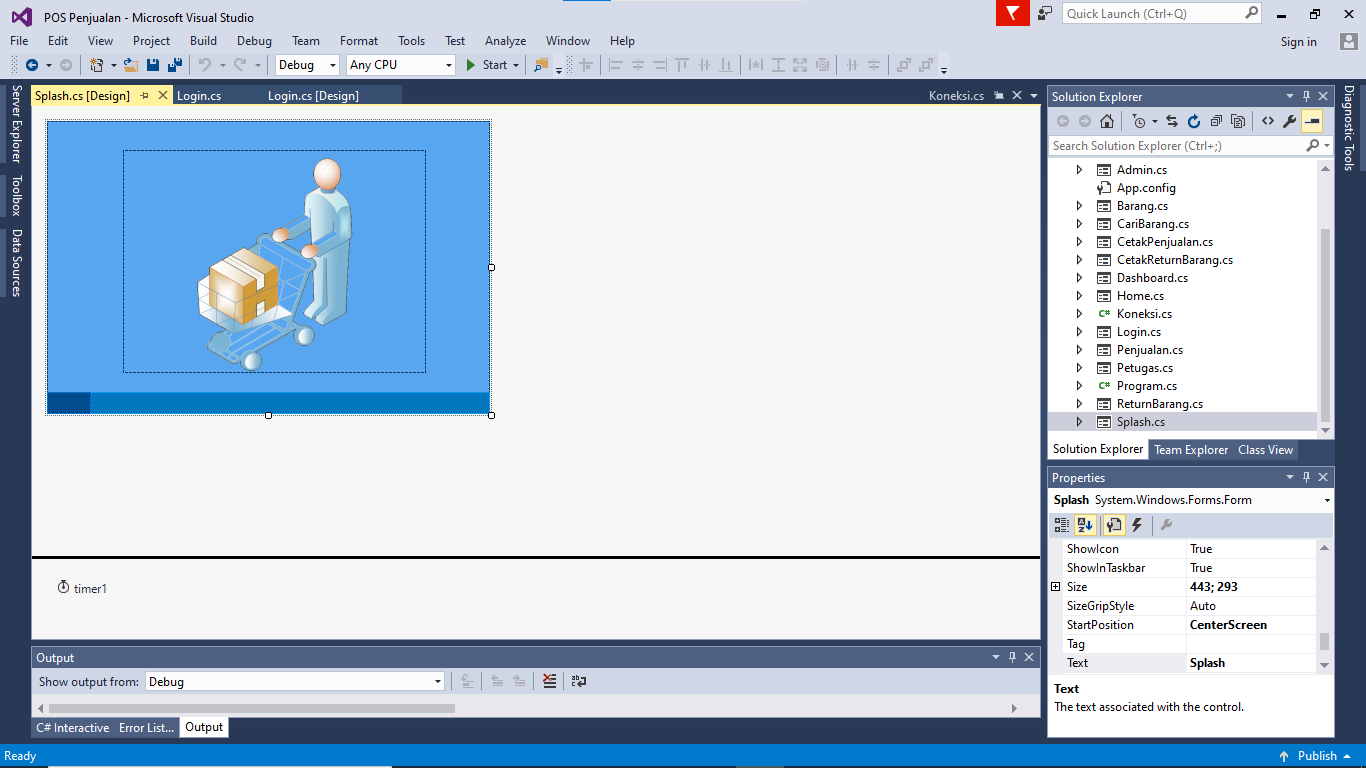 POS Penjualan - Microsoft Visual Studio
Quick Launch (Ctrl+Q)
File Edit View Project Build Debug Team Format Tools Test Analyze Window Help
Sign in
Debug Any CPU Start
Server Explorer
Toolbox
Data Sources
Splash.cs [Design] Login.cs Login.cs [Design] Koneksi.cs
timer1
Output
Show output from: Debug
C# Interactive Error List... Output
Solution Explorer
Search Solution Explorer (Ctrl+;)
Admin.cs
App.config
Barang.cs
CariBarang.cs
CetakPenjualan.cs
CetakReturnBarang.cs
Dashboard.cs
Home.cs
C# Koneksi.cs
Login.cs
Penjualan.cs
Petugas.cs
C# Program.cs
ReturnBarang.cs
Splash.cs
Solution Explorer Team Explorer Class View
Properties
Splash System.Windows.Forms.Form
ShowIcon True
ShowInTaskbar True
Size 443; 293
SizeGripStyle Auto
StartPosition CenterScreen
Tag
Text Splash
Text
The text associated with the control.
Diagnostic Tools
Ready
Publish